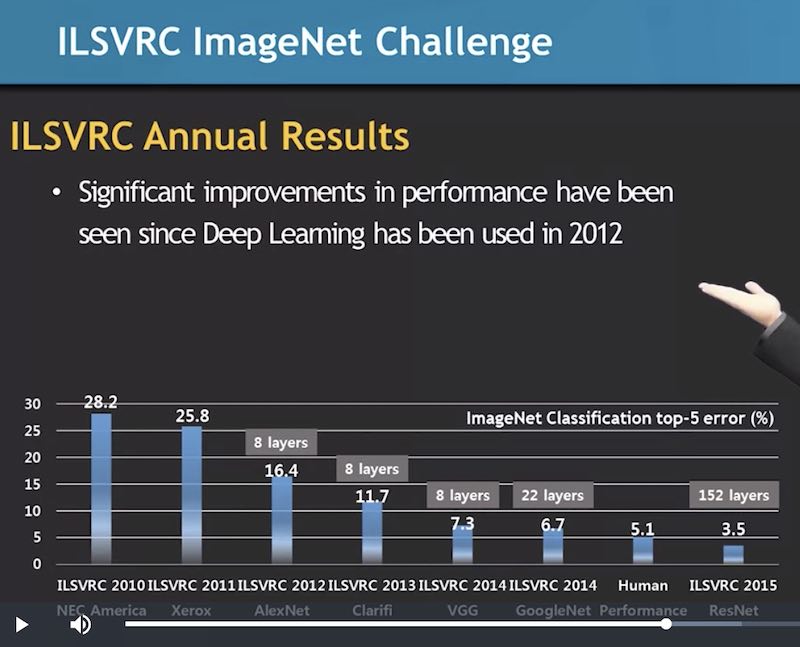 ILSVRC ImageNet Challenge
ILSVRC Annual Results
• Significant improvements in performance have been
seen since Deep Learning has been used in 2012
ImageNet Classification top-5 error (%)
30
25
20
15
10
5
0
28.2
25.8
8 layers
16.4
8 layers
11.7
8 layers
7.3
22 layers
6.7
5.1
152 layers
3.5
ILSVRC 2010 ILSVRC 2011 ILSVRC 2012 ILSVRC 2013 ILSVRC 2014 ILSVRC 2014 Human ILSVRC 2015
NEC America Xerox AlexNet Clarifi VGG GoogleNet Performance ResNet